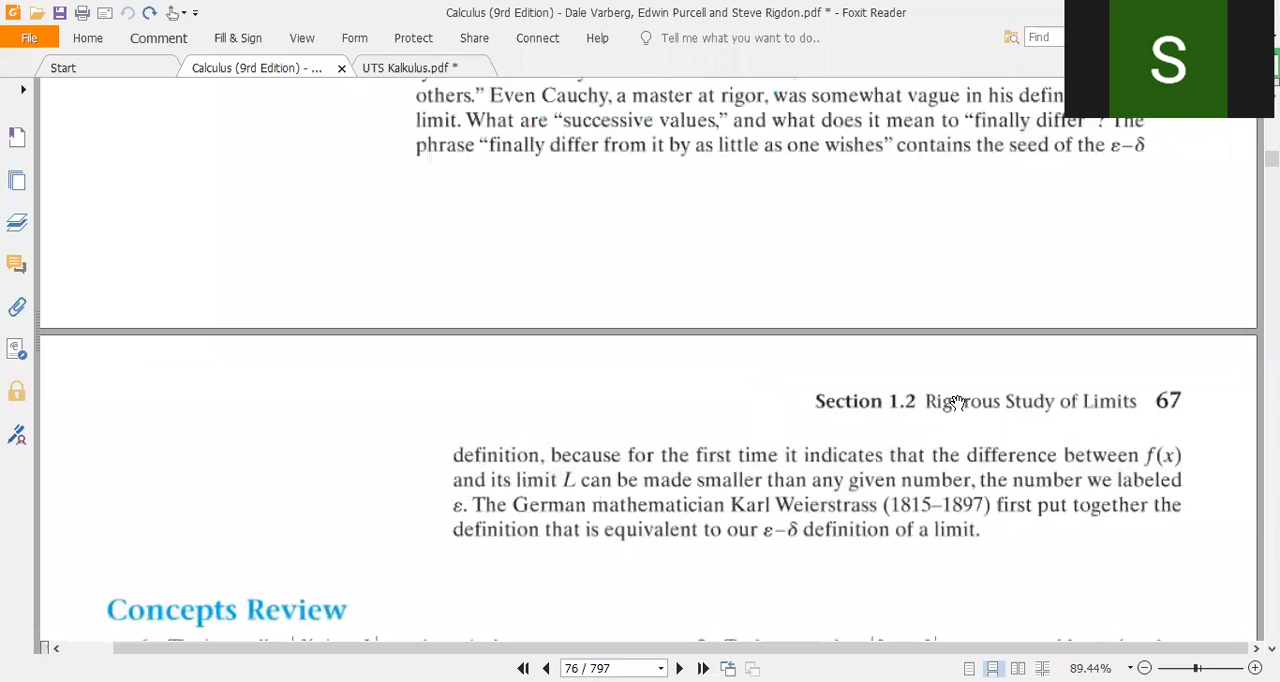 Calculus (9rd Edition) - Dale Varberg, Edwin Purcell and Steve Rigdon.pdf * - Foxit Reader
File Home Comment Fill & Sign View Form Protect Share Connect Help Tell me what you want to do.. Find
Start Calculus (9rd Edition) - ... UTS Kalkulus.pdf *
S
others.” Even Cauchy, a master at rigor, was somewhat vague in his
limit. What are “successive values,” and what does it mean to “finally differ”? The
phrase “finally differ from it by as little as one wishes” contains the seed of the ε–δ
Section 1.2 Rigorous Study of Limits 67
definition, because for the first time it indicates that the difference between f(x)
and its limit L can be made smaller than any given number, the number we labeled
ε. The German mathematician Karl Weierstrass (1815–1897) first put together the
definition that is equivalent to our ε–δ definition of a limit.
Concepts Review
76 / 797 89.44%